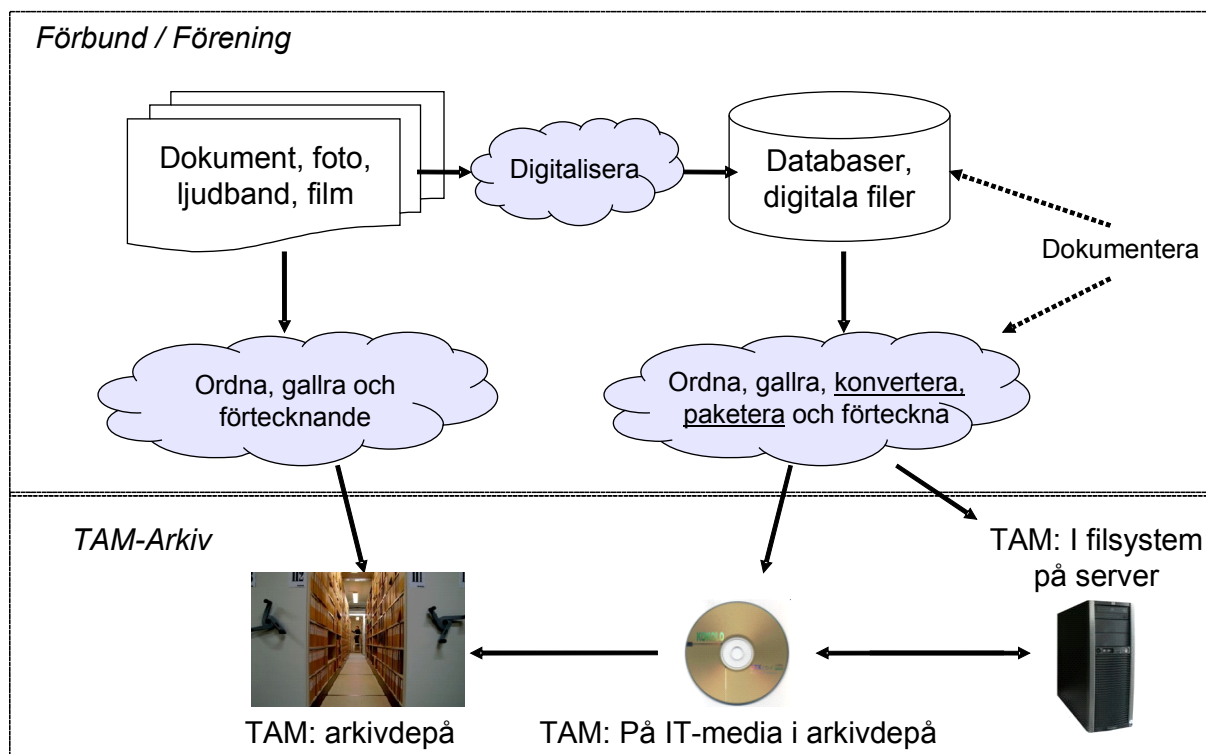 Förbund / Förening
Dokument, foto,
ljudband, film
Digitalisera
Databaser,
digitala filer
Dokumentera
Ordna, gallra och
förtecknande
Ordna, gallra, konvertera,
paketera och förteckna
TAM-Arkiv
TAM: I filsystem
på server
TAM: arkivdepå
TAM: På IT-media i arkivdepå